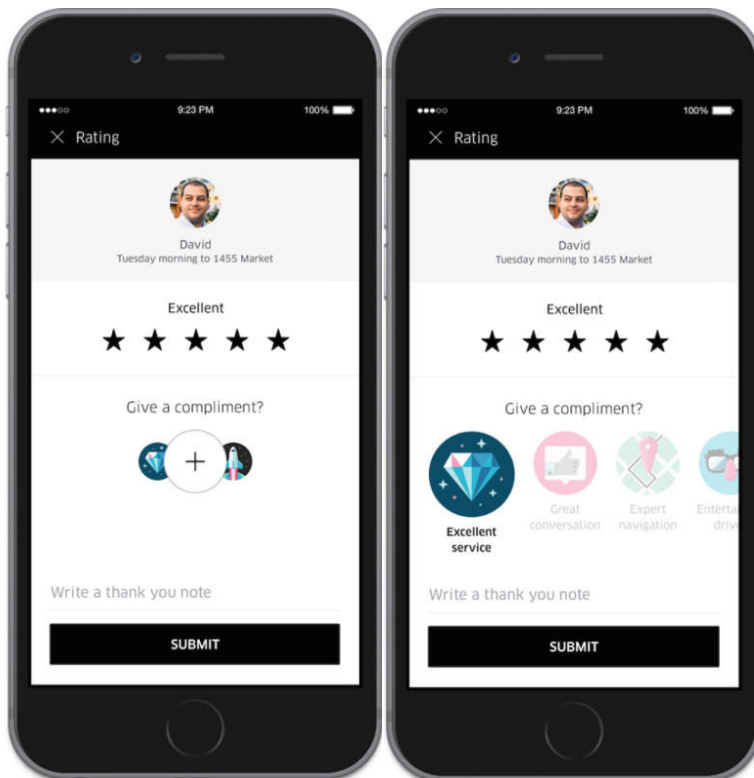 9:23 PM
100%
Rating
David
Tuesday morning to 1455 Market
Excellent
Give a compliment?
Write a thank you note
SUBMIT
9:23 PM
100%
Rating
David
Tuesday morning to 1455 Market
Excellent
Give a compliment?
Excellent
service
Great
conversation
Expert
navigation
Enterta
drive
Write a thank you note
SUBMIT